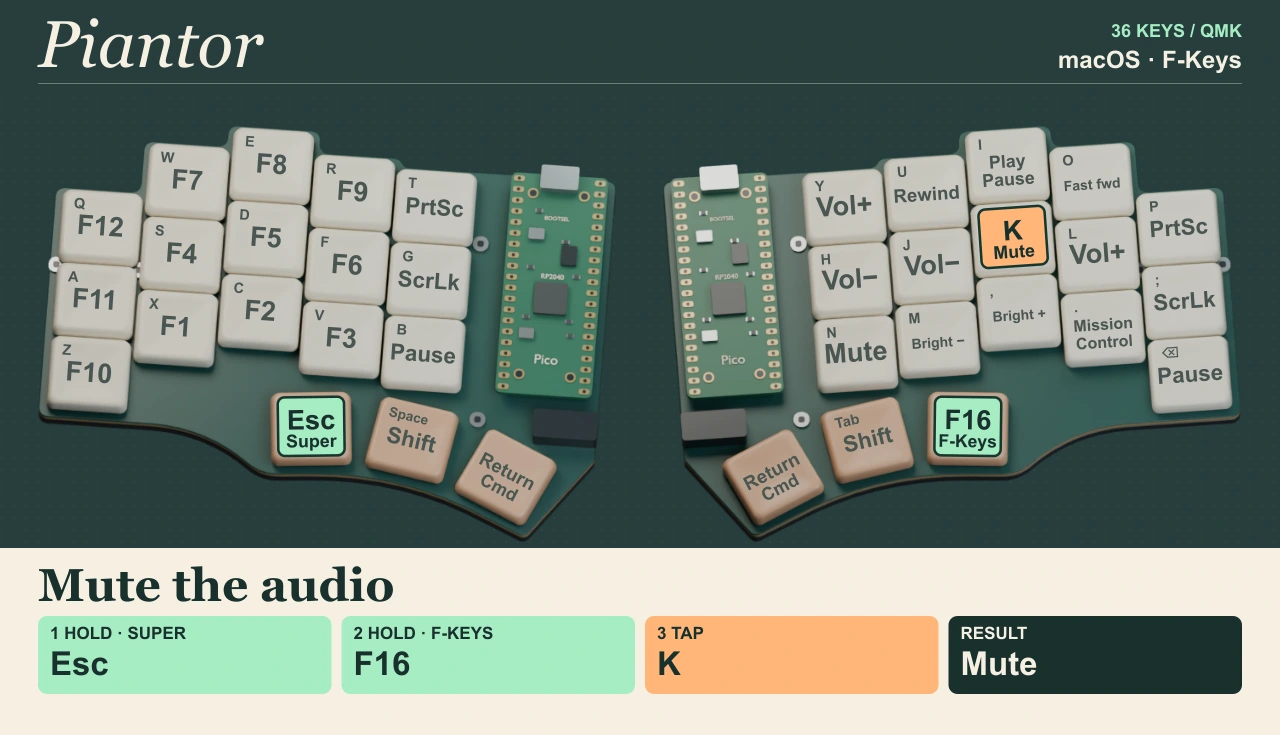 Piantor
36 KEYS / QMK
macOS · F-Keys
Q
F12
W
F7
E
F8
R
F9
T
PrtSc
A
F11
S
F4
D
F5
F
F6
G
ScrLk
Z
F10
X
F1
C
F2
V
F3
B
Pause
Esc
Super
Space
Shift
Return
Cmd
BOOTSEL
RP2040
Pico
BOOTSEL
RP2040
Pico
Y
Vol+
U
Rewind
I
Play
Pause
O
Fast fwd
P
PrtSc
H
Vol−
J
Vol−
K
Mute
L
Vol+
;
ScrLk
N
Mute
M
Bright −
,
Bright +
.
Mission
Control
⌫
Pause
Return
Cmd
Tab
Shift
F16
F-Keys
Mute the audio
1 HOLD · SUPER
Esc
2 HOLD · F-KEYS
F16
3 TAP
K
RESULT
Mute